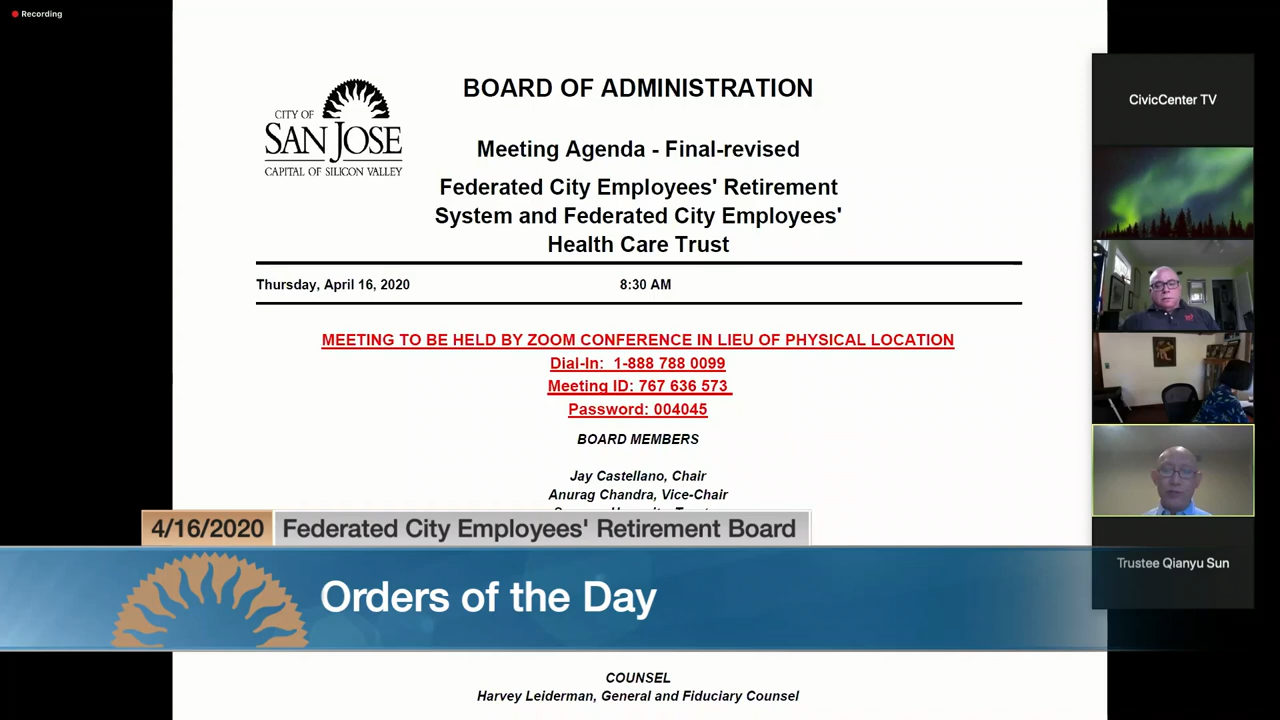 Recording
BOARD OF ADMINISTRATION
CITY OF
SAN JOSE
CAPITAL OF SILICON VALLEY
Meeting Agenda - Final-revised
Federated City Employees' Retirement
System and Federated City Employees'
Health Care Trust
Thursday, April 16, 2020 8:30 AM
MEETING TO BE HELD BY ZOOM CONFERENCE IN LIEU OF PHYSICAL LOCATION
Dial-In: 1-888 788 0099
Meeting ID: 767 636 573
Password: 004045
BOARD MEMBERS
Jay Castellano, Chair
Anurag Chandra, Vice-Chair
4/16/2020 Federated City Employees' Retirement Board
Orders of the Day
COUNSEL
Harvey Leiderman, General and Fiduciary Counsel
CivicCenter TV
Trustee Qianyu Sun